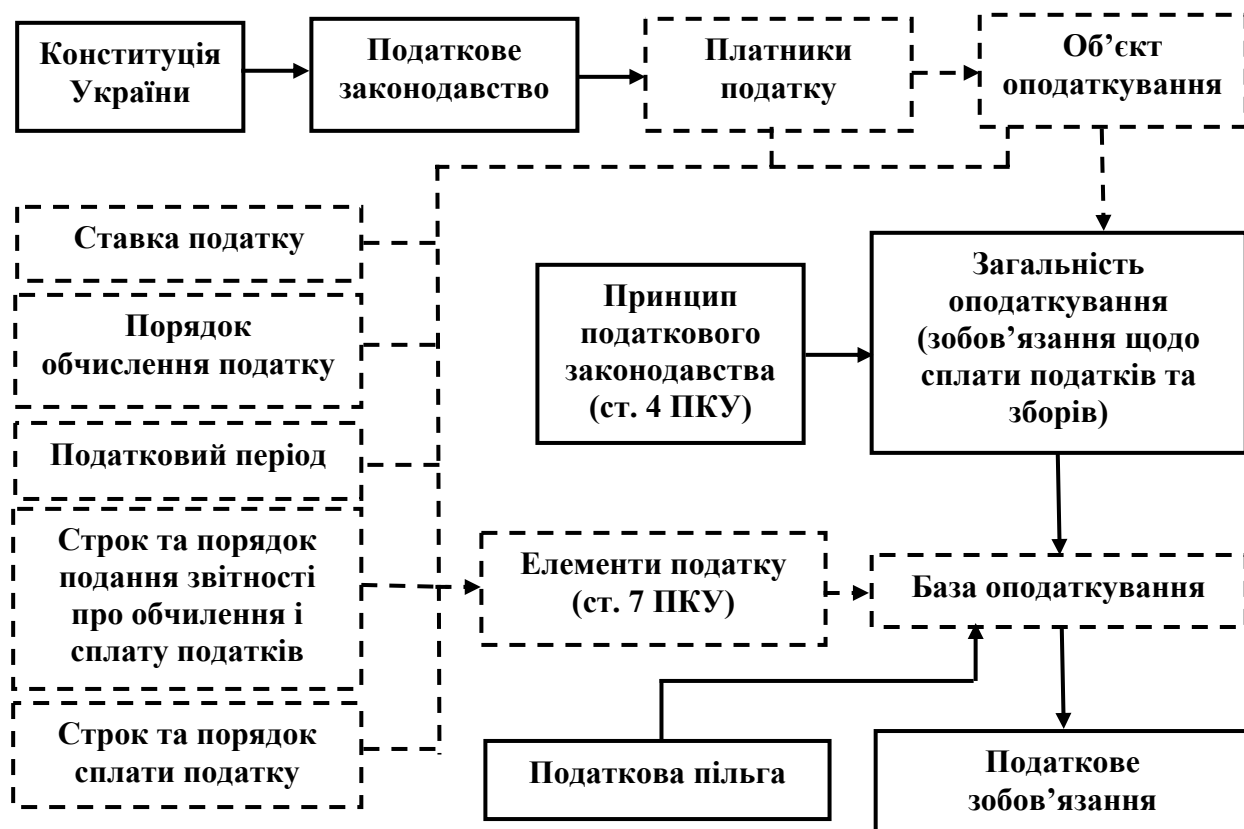 Конституція
України
Податкове
законодавство
Платники
податку
Об’єкт
оподаткування
Ставка податку
Порядок
обчислення податку
Податковий період
Строк та порядок
подання звітності
про обчилення і
сплату податків
Строк та порядок
сплати податку
Принцип
податкового
законодавства
(ст. 4 ПКУ)
Загальність
оподаткування
(зобов’язання щодо
сплати податків та
зборів)
Елементи податку
(ст. 7 ПКУ)
База оподаткування
Податкова пільга
Податкове
зобов’язання